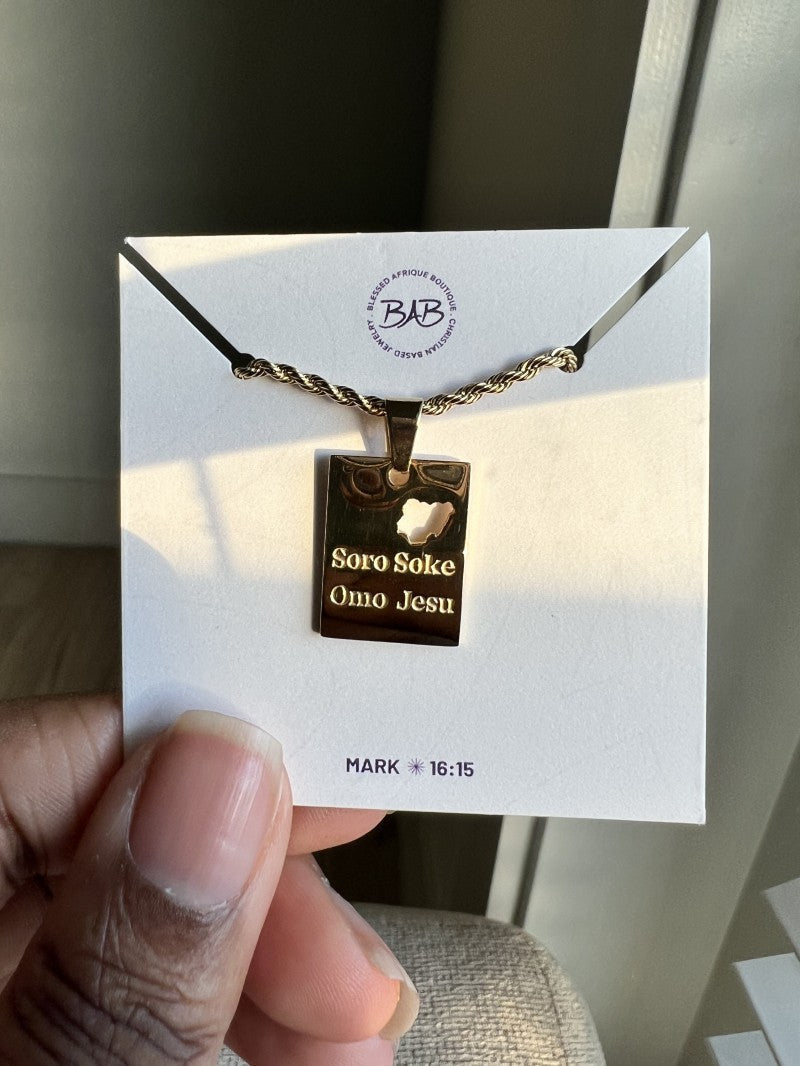 BLESSED AFRIQUE BOUTIQUE · CHRISTIAN BASED JEWELRY ·
BAB
Soro Soke
Omo Jesu
MARK 16:15